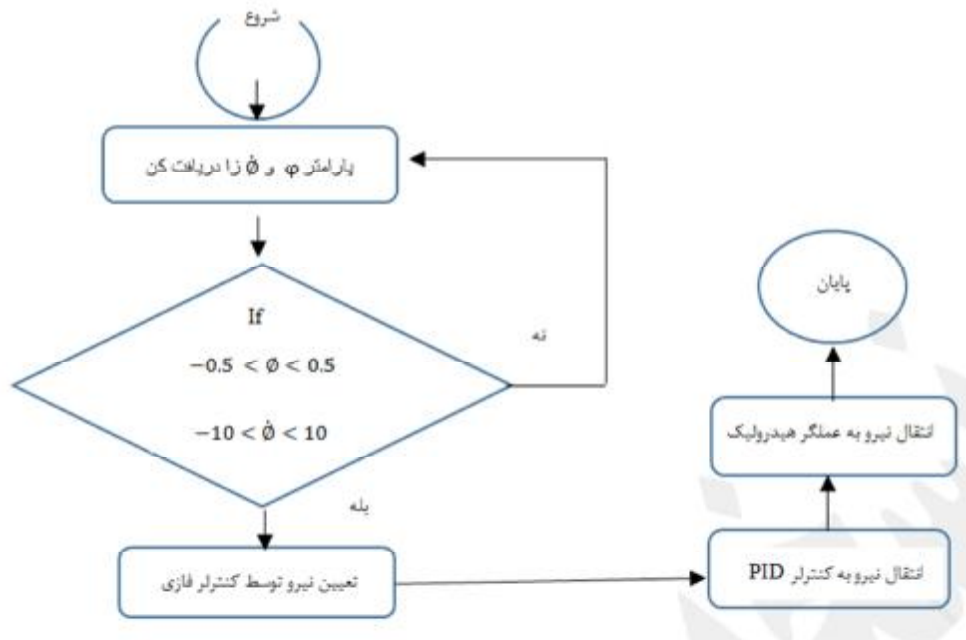 شروع
پارامتر φ و φ̇ را دریافت کن
If
−0.5 < ∅ < 0.5
−10 < ∅̇ < 10
نه
بله
تعیین نیرو توسط کنترلر فازی
انتقال نیرو به کنترلر PID
انتقال نیرو به عملگر هیدرولیک
پایان